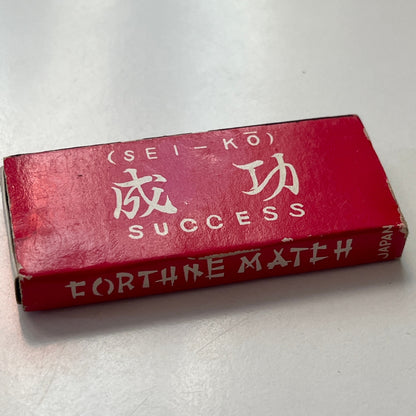 (SEI-KŌ)
成功
SUCCESS
FORTUNE MATCH
JAPAN